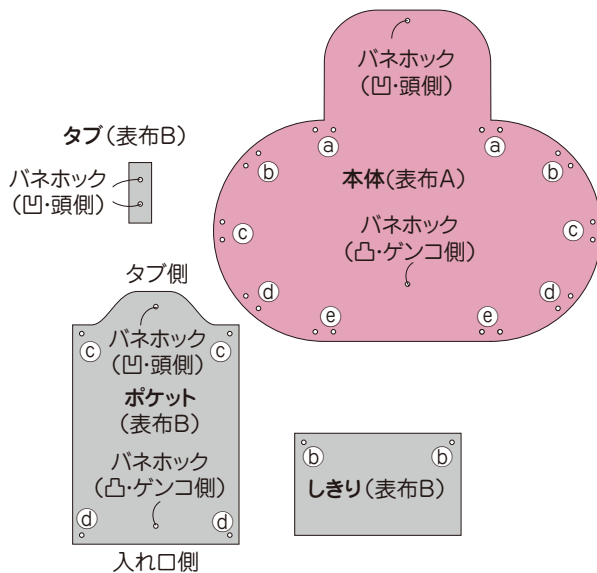 バネホック
(凹・頭側)
ⓐ
ⓐ
タブ(表布B)
ⓑ
ⓑ
本体(表布A)
バネホック
(凹・頭側)
ⓒ
ⓒ
バネホック
(凸・ゲンコ側)
タブ側
ⓓ
ⓓ
ⓔ
ⓔ
バネホック
(凹・頭側)
ⓒ
ⓒ
ポケット
(表布B)
バネホック
(凸・ゲンコ側)
ⓓ
ⓓ
入れ口側
ⓑ
ⓑ
しきり(表布B)